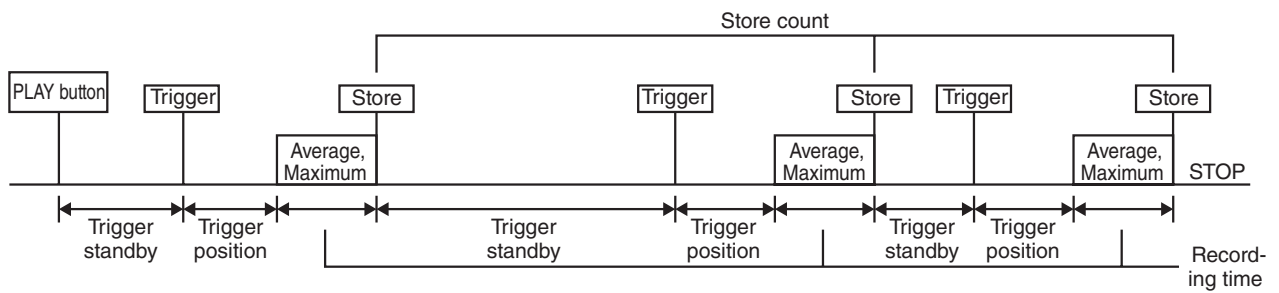 Store count
PLAY button
Trigger
Store
Trigger
Store
Trigger
Store
Average,
Maximum
Average,
Maximum
Average,
Maximum
STOP
Trigger
standby
Trigger
position
Trigger
standby
Trigger
position
Trigger
standby
Trigger
position
Record-
ing time